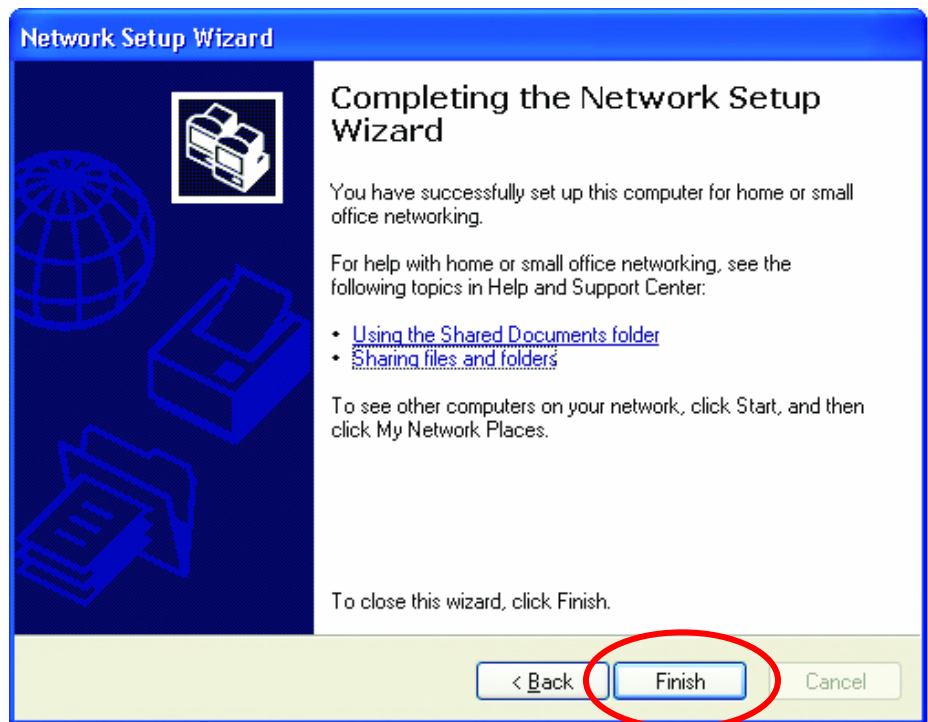 Network Setup Wizard
Completing the Network Setup
Wizard
You have successfully set up this computer for home or small
office networking.
For help with home or small office networking, see the
following topics in Help and Support Center:
• Using the Shared Documents folder
• Sharing files and folders
To see other computers on your network, click Start, and then
click My Network Places.
To close this wizard, click Finish.
< Back Finish Cancel